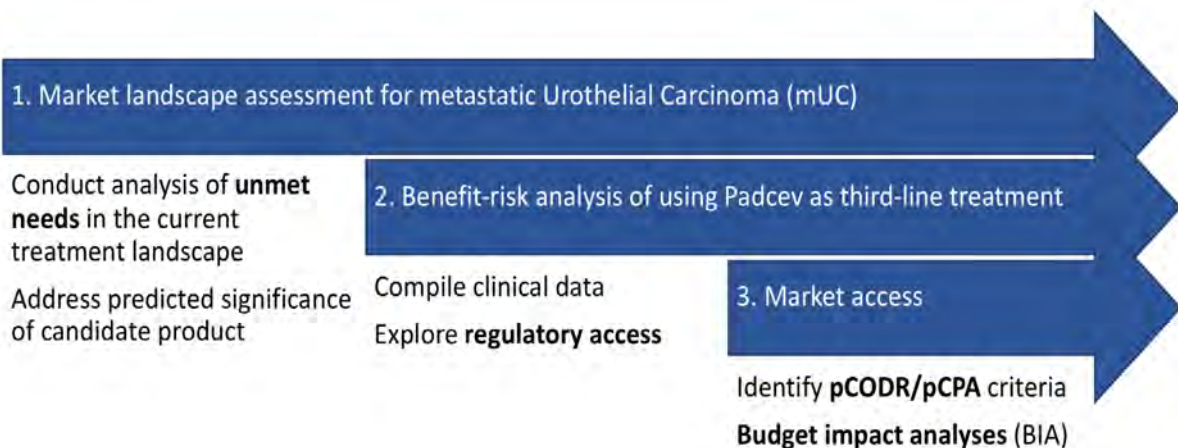 1. Market landscape assessment for metastatic Urothelial Carcinoma (mUC)
Conduct analysis of unmet
needs in the current
treatment landscape
Address predicted significance
of candidate product
2. Benefit-risk analysis of using Padcev as third-line treatment
Compile clinical data
Explore regulatory access
3. Market access
Identify pCODR/pCPA criteria
Budget impact analyses (BIA)